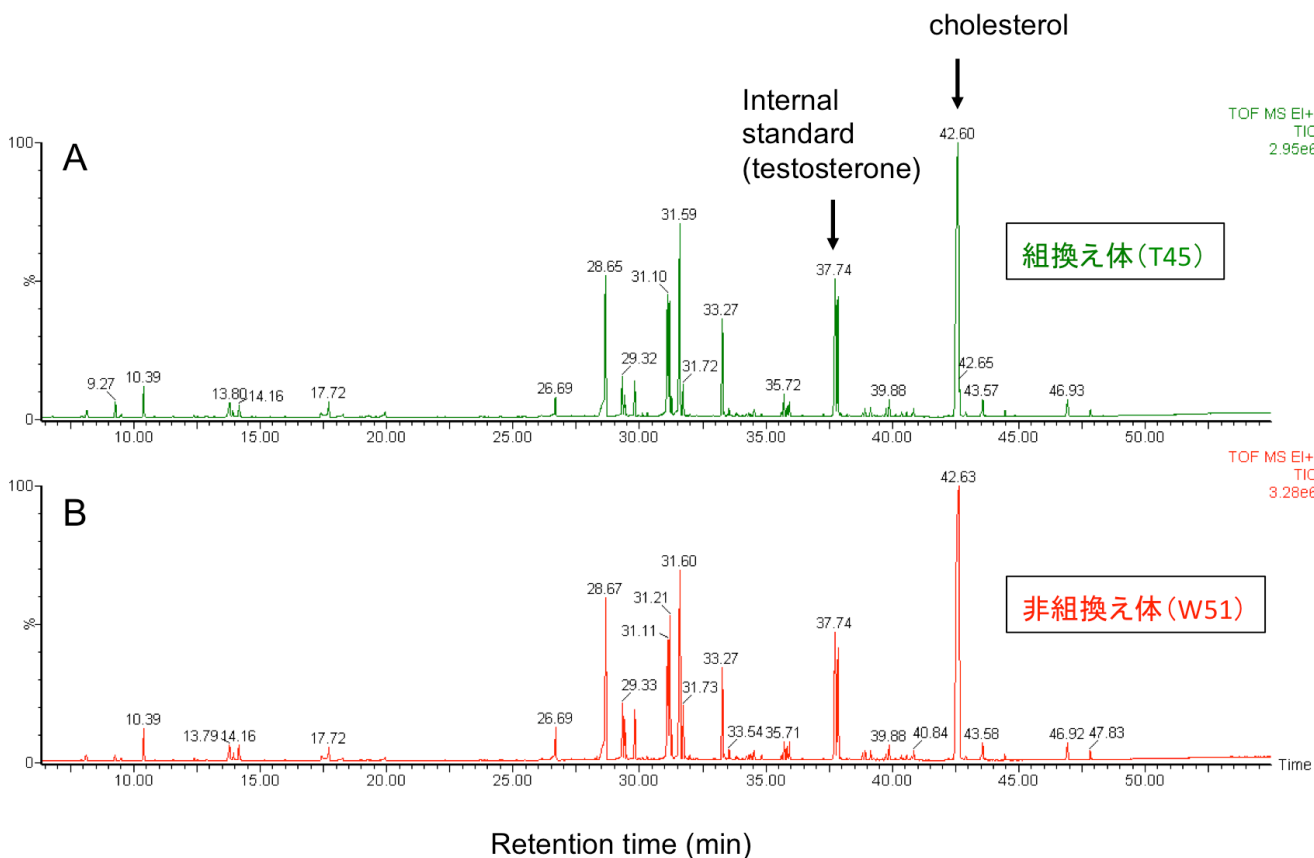 cholesterol
Internal
standard
(testosterone)
TOF MS EI+
TIC
2.95e6
A
100
%
0
9.27
10.39
13.80
14.16
17.72
26.69
28.65
29.32
31.10
31.59
31.72
33.27
35.72
37.74
39.88
42.60
42.65
43.57
46.93
組換え体（T45）
10.00 15.00 20.00 25.00 30.00 35.00 40.00 45.00 50.00
TOF MS EI+
TIC
3.28e6
B
100
%
0
10.39
13.79
14.16
17.72
26.69
28.67
29.33
31.11
31.21
31.60
31.73
33.27
33.54
35.71
37.74
39.88
40.84
42.63
43.58
46.92
47.83
非組換え体（W51）
10.00 15.00 20.00 25.00 30.00 35.00 40.00 45.00 50.00 Time
Retention time (min)